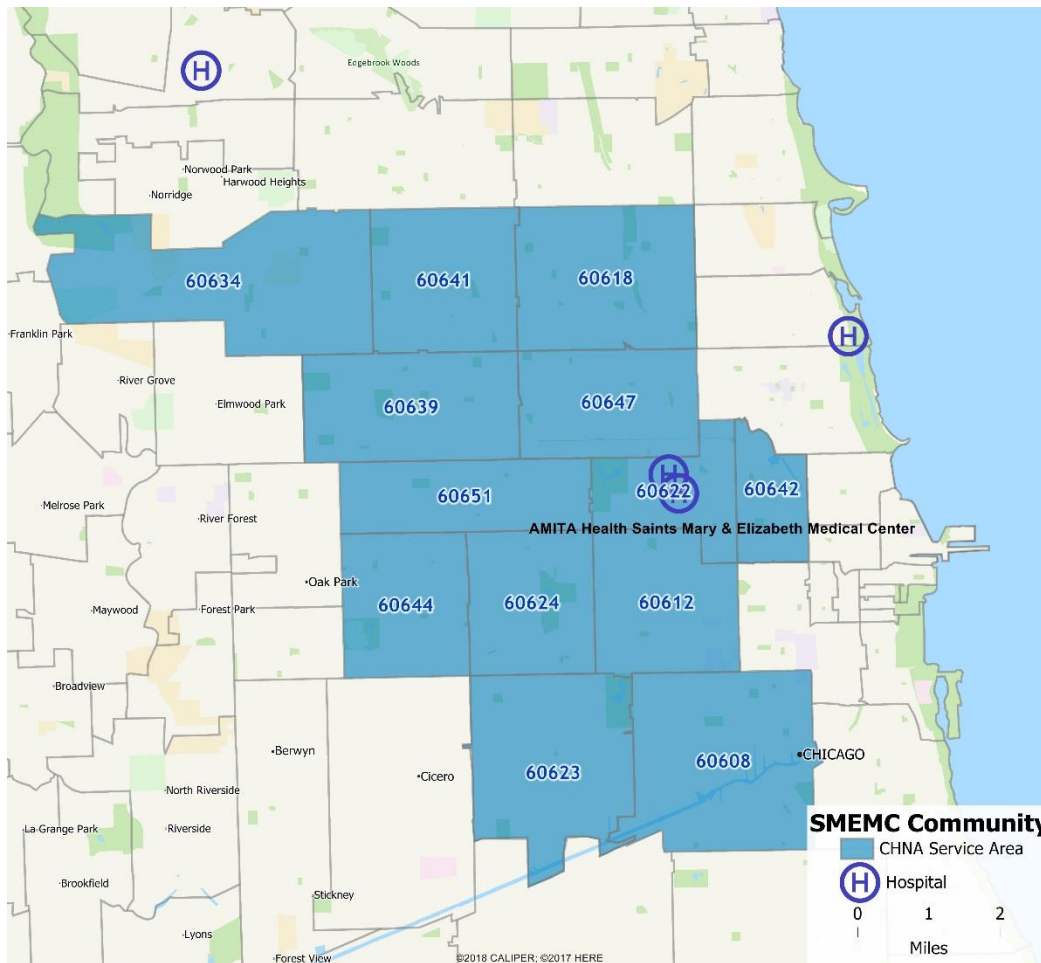 Edgebrook Woods
H
Norwood Park
Harwood Heights
Norridge
60634
60641
60618
Franklin Park
H
River Grove
Elmwood Park
60639
60647
H
60651
60622
60642
H
Melrose Park
River Forest
AMITA Health Saints Mary & Elizabeth Medical Center
Oak Park
60644
60624
60612
Maywood
Forest Park
Broadview
Berwyn
Cicero
60623
60608
CHICAGO
North Riverside
La Grange Park
Riverside
Brookfield
Stickney
Lyons
Forest View
SMEMC Community
CHNA Service Area
H Hospital
0 1 2
Miles
©2018 CALIPER; ©2017 HERE